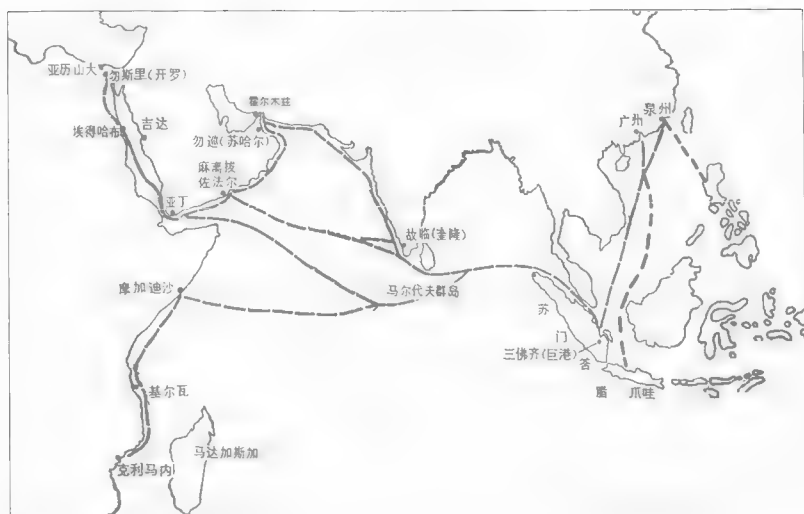 亚历山大
勿斯里(开罗)
埃得哈布
吉达
霍尔木兹
勿巡(苏哈尔)
麻离拔
佐法尔
亚丁
故临(奎隆)
广州
泉州
摩加迪沙
马尔代夫群岛
苏
门
答
腊
三佛齐(巨港)
爪哇
基尔瓦
马达加斯加
克利马内